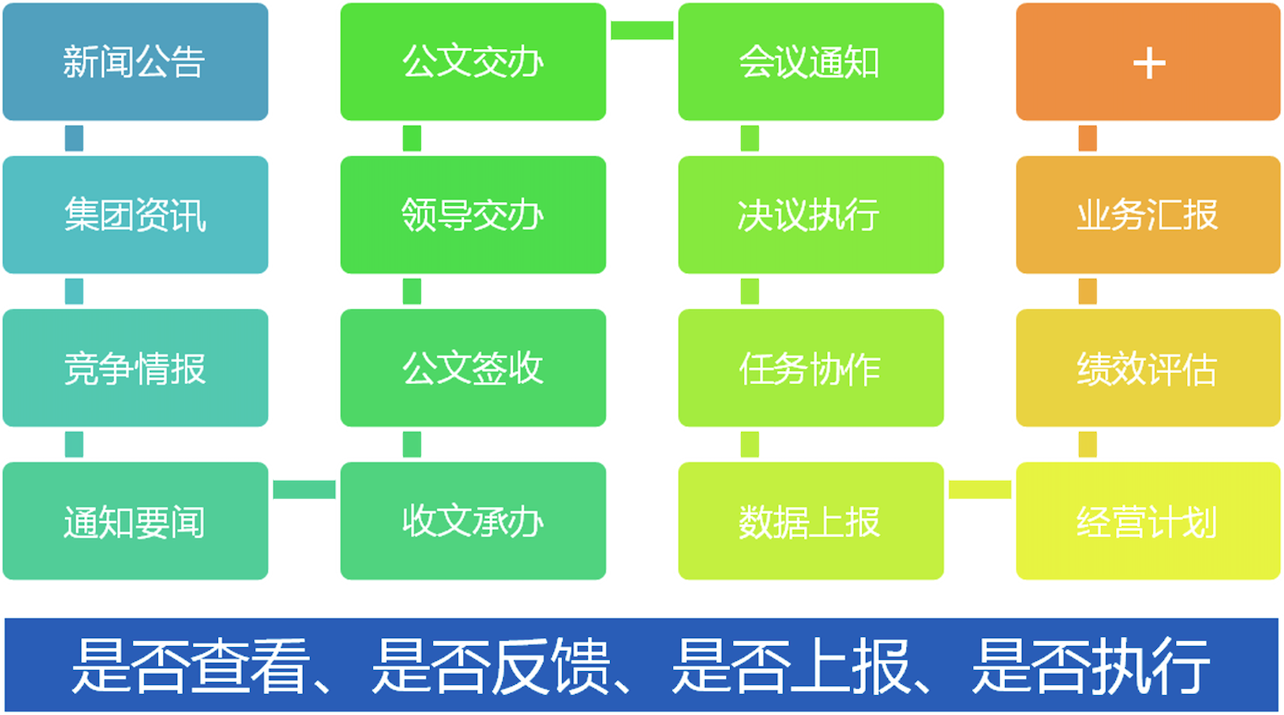 新闻公告
集团资讯
竞争情报
通知要闻
收文承办
公文签收
领导交办
公文交办
会议通知
决议执行
任务协作
数据上报
经营计划
绩效评估
业务汇报
+
是否查看、是否反馈、是否上报、是否执行